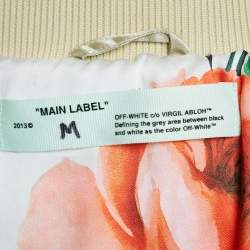 "MAIN LABEL"
2013©
M
OFF-WHITE c/o VIRGIL ABLOH™
Defining the grey area between black
and white as the color Off-White™